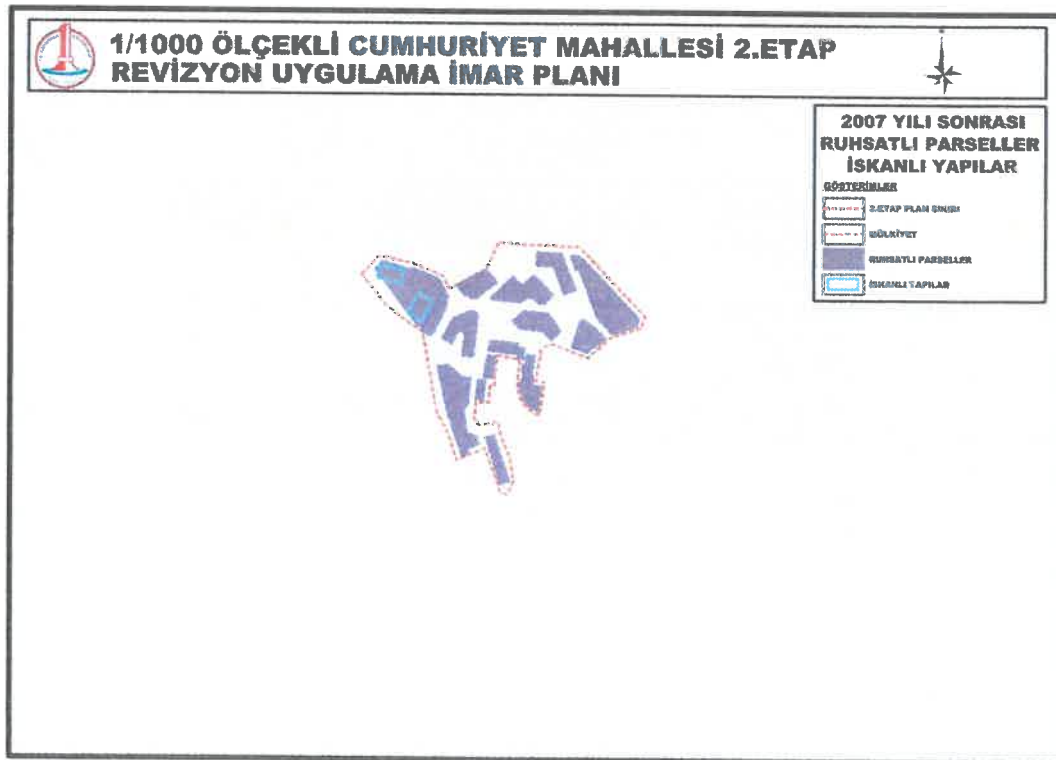 1/1000 ÖLÇEKLİ CUMHURİYET MAHALLESİ 2.ETAP
REVİZYON UYGULAMA İMAR PLANI
2007 YILI SONRASI
RUHSATLI PARSELLER
İSKANLI YAPILAR
GÖSTERİMLER
2.ETAP PLAN SINIRI
MÜLKİYET
RUHSATLI PARSELLER
İSKANLI YAPILAR